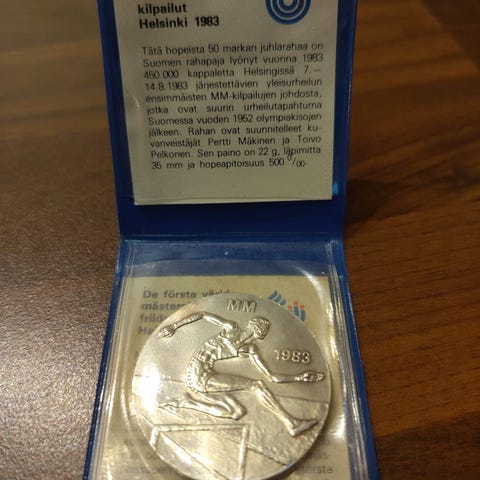 kilpailut
Helsinki 1983
Tätä hopeista 50 markan juhlarahaa on
Suomen rahapaja lyönyt vuonna 1983
450.000 kappaletta Helsingissä 7.—
14.8.1983 järjestettävien yleisurheilun
ensimmäisten MM-kilpailujen johdosta,
jotka ovat suurin urheilutapahtuma
Suomessa vuoden 1952 olympiakisojen
jälkeen. Rahan ovat suunnitelleet ku-
vanveistäjät Pertti Mäkinen ja Toivo
Pelkonen. Sen paino on 22 g, läpimitta
35 mm ja hopeapitoisuus 500 ⁰/₀₀.
De första
MM
1983